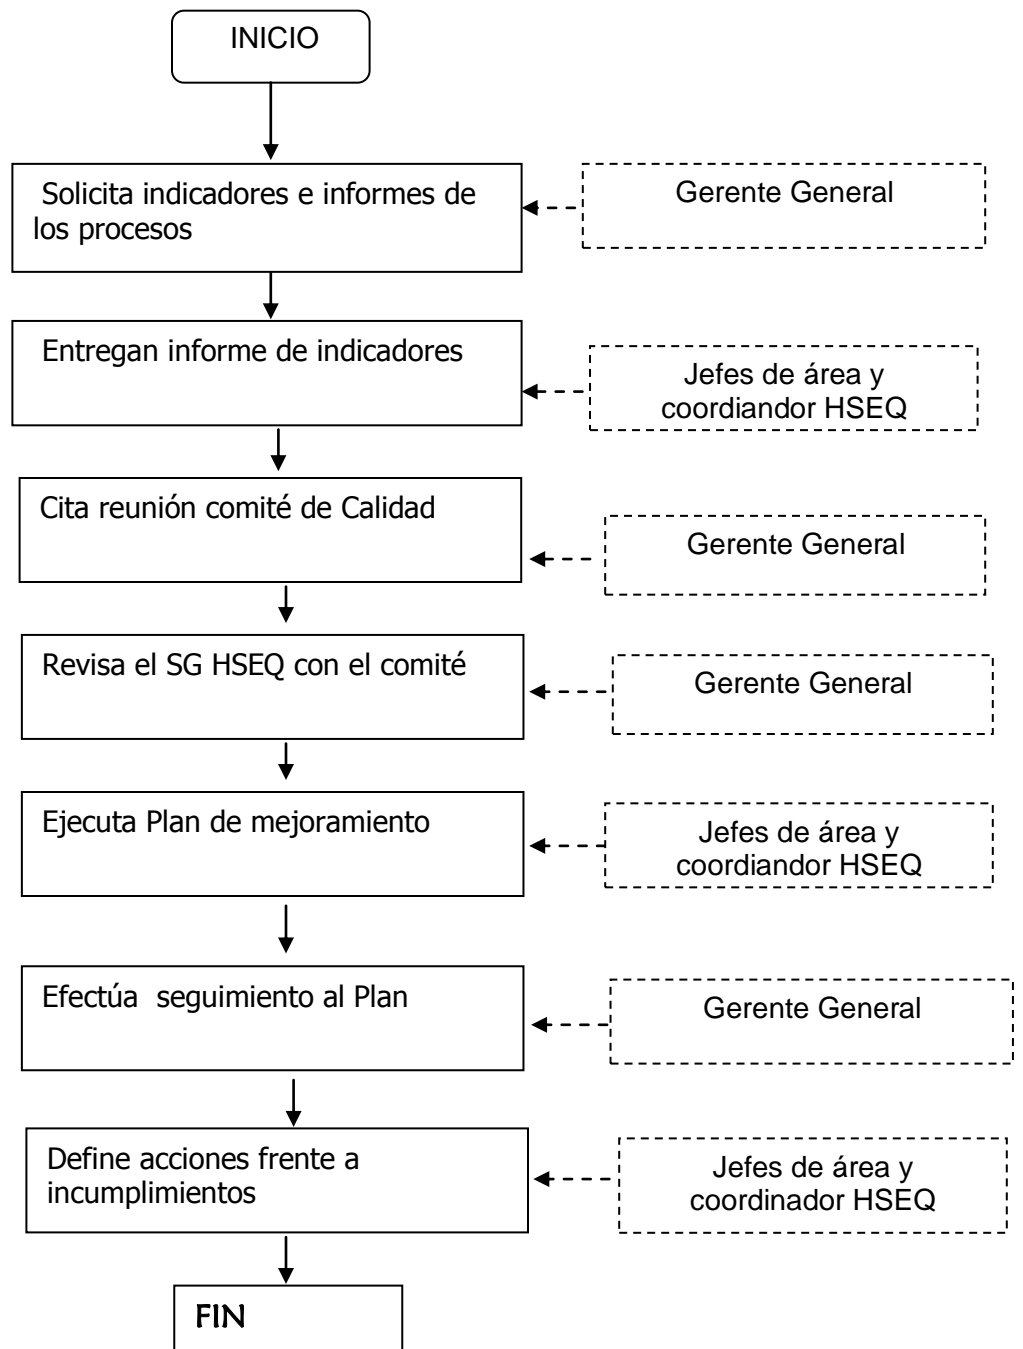 INICIO
Solicita indicadores e informes de
los procesos
Gerente General
Entregan informe de indicadores
Jefes de área y
coordiandor HSEQ
Cita reunión comité de Calidad
Gerente General
Revisa el SG HSEQ con el comité
Gerente General
Ejecuta Plan de mejoramiento
Jefes de área y
coordiandor HSEQ
Efectúa  seguimiento al Plan
Gerente General
Define acciones frente a
incumplimientos
Jefes de área y
coordinador HSEQ
FIN